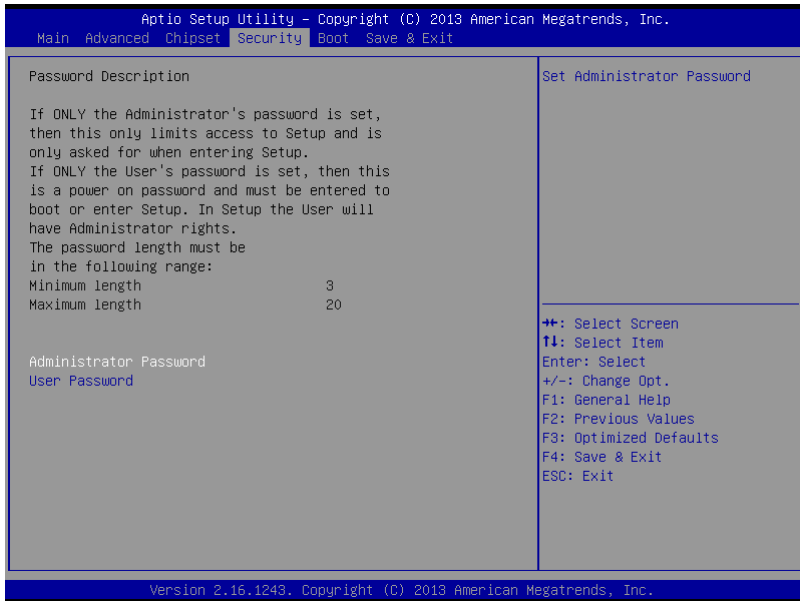 Aptio Setup Utility – Copyright (C) 2013 American Megatrends, Inc.
Main Advanced Chipset Security Boot Save & Exit
Password Description
If ONLY the Administrator's password is set,
then this only limits access to Setup and is
only asked for when entering Setup.
If ONLY the User's password is set, then this
is a power on password and must be entered to
boot or enter Setup. In Setup the User will
have Administrator rights.
The password length must be
in the following range:
Minimum length 3
Maximum length 20
Administrator Password
User Password
Set Administrator Password
→←: Select Screen
↑↓: Select Item
Enter: Select
+/-: Change Opt.
F1: General Help
F2: Previous Values
F3: Optimized Defaults
F4: Save & Exit
ESC: Exit
Version 2.16.1243. Copyright (C) 2013 American Megatrends, Inc.